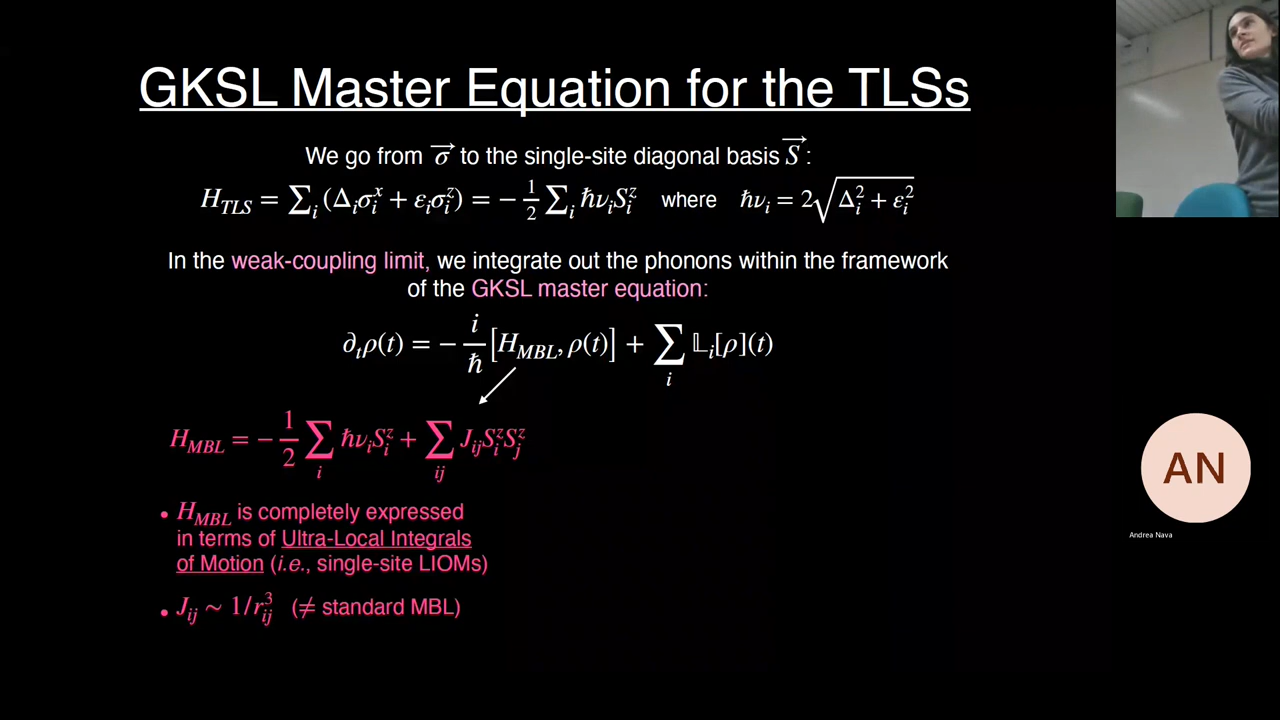 GKSL Master Equation for the TLSs
We go from σ⃗ to the single-site diagonal basis S⃗ :
H_TLS = ∑_i (Δ_i σ_i^x + ε_i σ_i^z) = − 1/2 ∑_i ℏν_i S_i^z where ℏν_i = 2√(Δ_i^2 + ε_i^2)
In the weak-coupling limit, we integrate out the phonons within the framework
of the GKSL master equation:
∂_t ρ(t) = − i/ℏ [H_MBL, ρ(t)] + ∑_i 𝕃_i[ρ](t)
H_MBL = − 1/2 ∑_i ℏν_i S_i^z + ∑_ij J_ij S_i^z S_j^z
• H_MBL is completely expressed
in terms of Ultra-Local Integrals
of Motion (i.e., single-site LIOMs)
• J_ij ∼ 1/r_ij^3 (≠ standard MBL)
AN
Andrea Nava